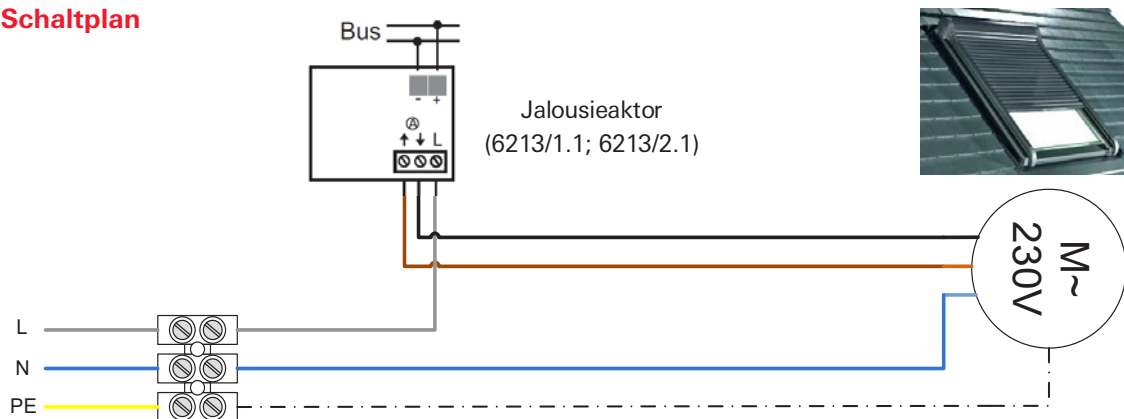 Schaltplan
Bus
- +
Jalousieaktor
(6213/1.1; 6213/2.1)
A
↑ ↓ L
M~
230V
L
N
PE